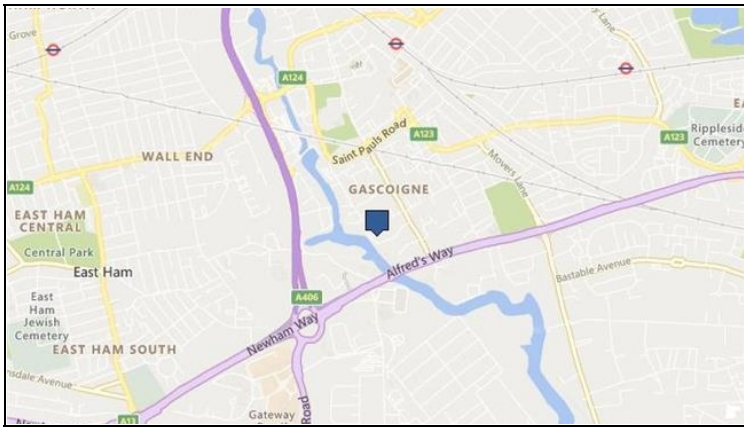 Grove
A124
Saint Pauls Road
A123
A123
Rippleside
Cemetery
WALL END
Movers Lane
A124
GASCOIGNE
EAST HAM
CENTRAL
Central Park
East Ham
Alfred's Way
Bastable Avenue
East
Ham
Jewish
Cemetery
A406
Newham Way
EAST HAM SOUTH
A13
Gateway
Road